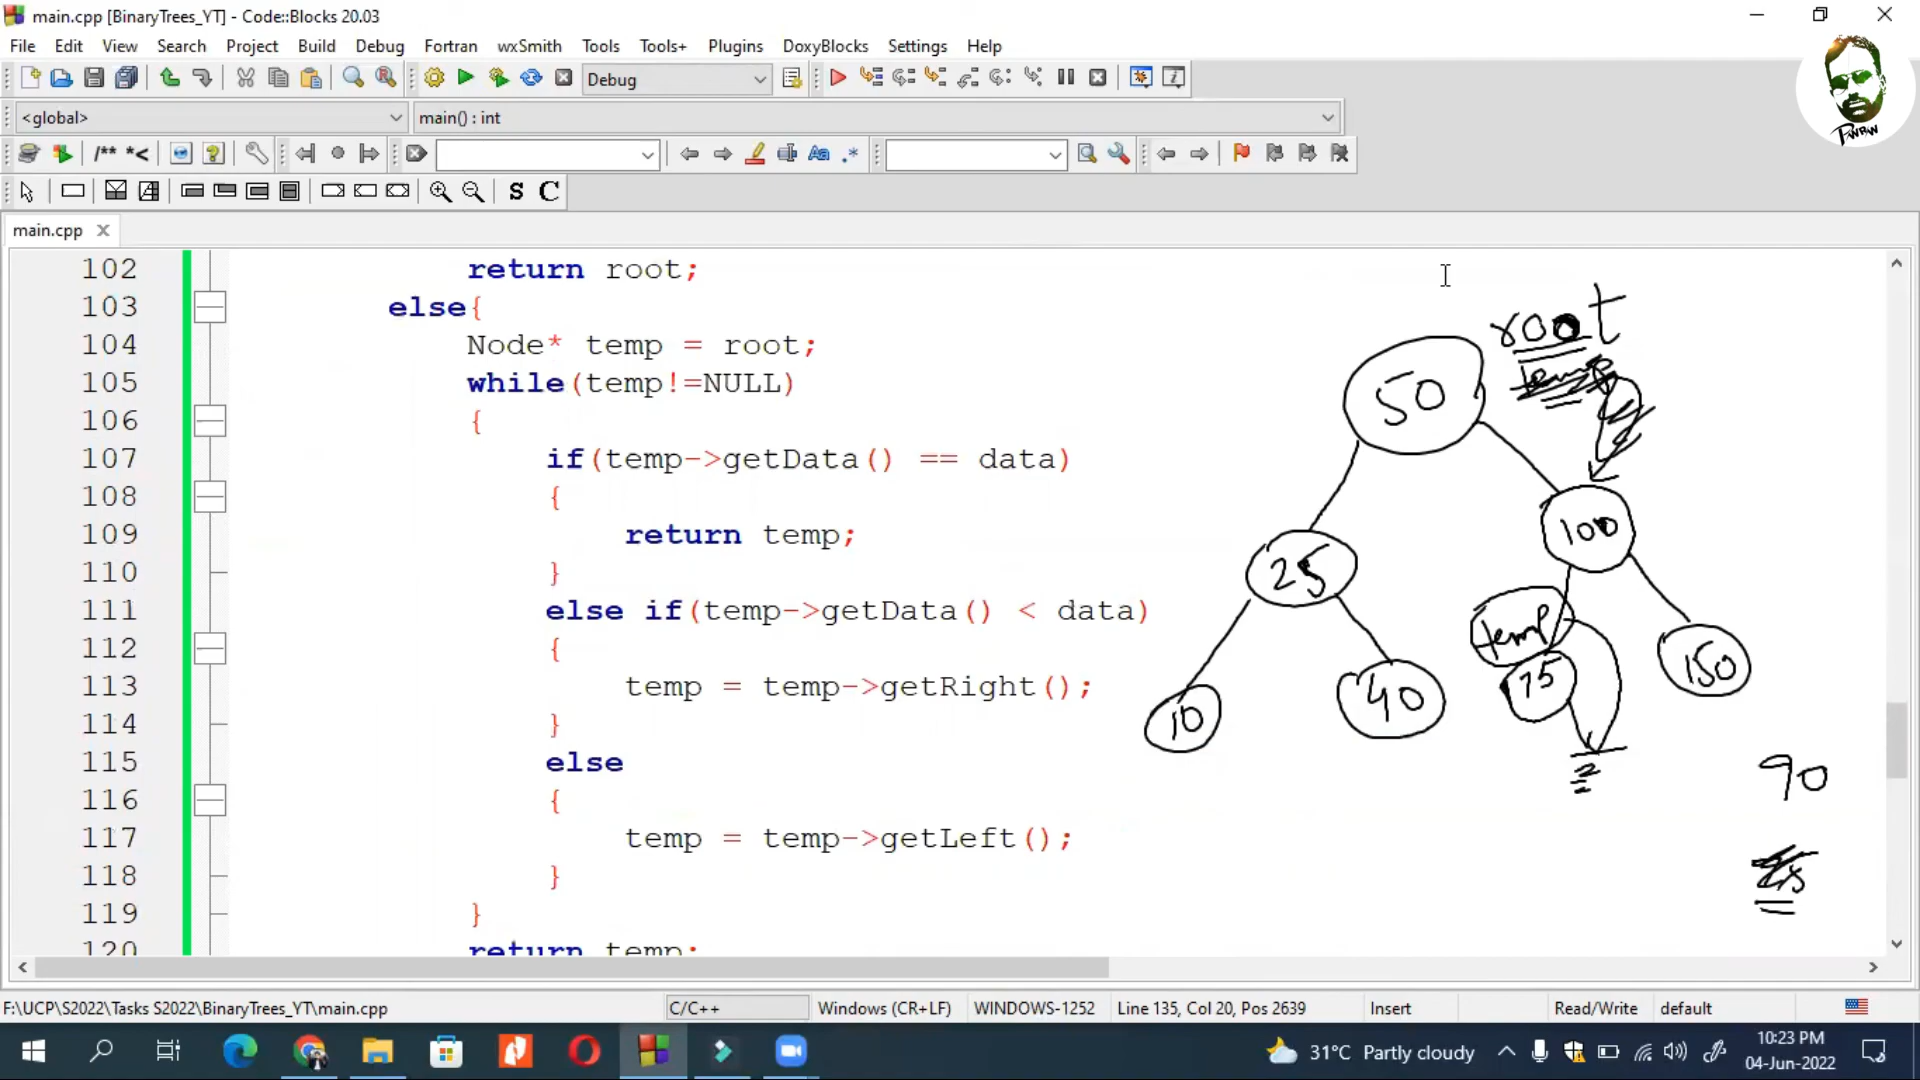 main.cpp [BinaryTrees_YT] - Code::Blocks 20.03
File Edit View Search Project Build Debug Fortran wxSmith Tools Tools+ Plugins DoxyBlocks Settings Help
Debug
<global> main() : int
/** *< Aa .*
S C
main.cpp
102 return root;
103 else{
104 Node* temp = root;
105 while(temp!=NULL)
106 {
107 if(temp->getData() == data)
108 {
109 return temp;
110 }
111 else if(temp->getData() < data)
112 {
113 temp = temp->getRight();
114 }
115 else
116 {
117 temp = temp->getLeft();
118 }
119 }
120 return temp;
root
temp
50
100
25
temp
150
75
40
10
90
F:\UCP\S2022\Tasks S2022\BinaryTrees_YT\main.cpp C/C++ Windows (CR+LF) WINDOWS-1252 Line 135, Col 20, Pos 2639 Insert Read/Write default
31°C Partly cloudy 10:23 PM
04-Jun-2022